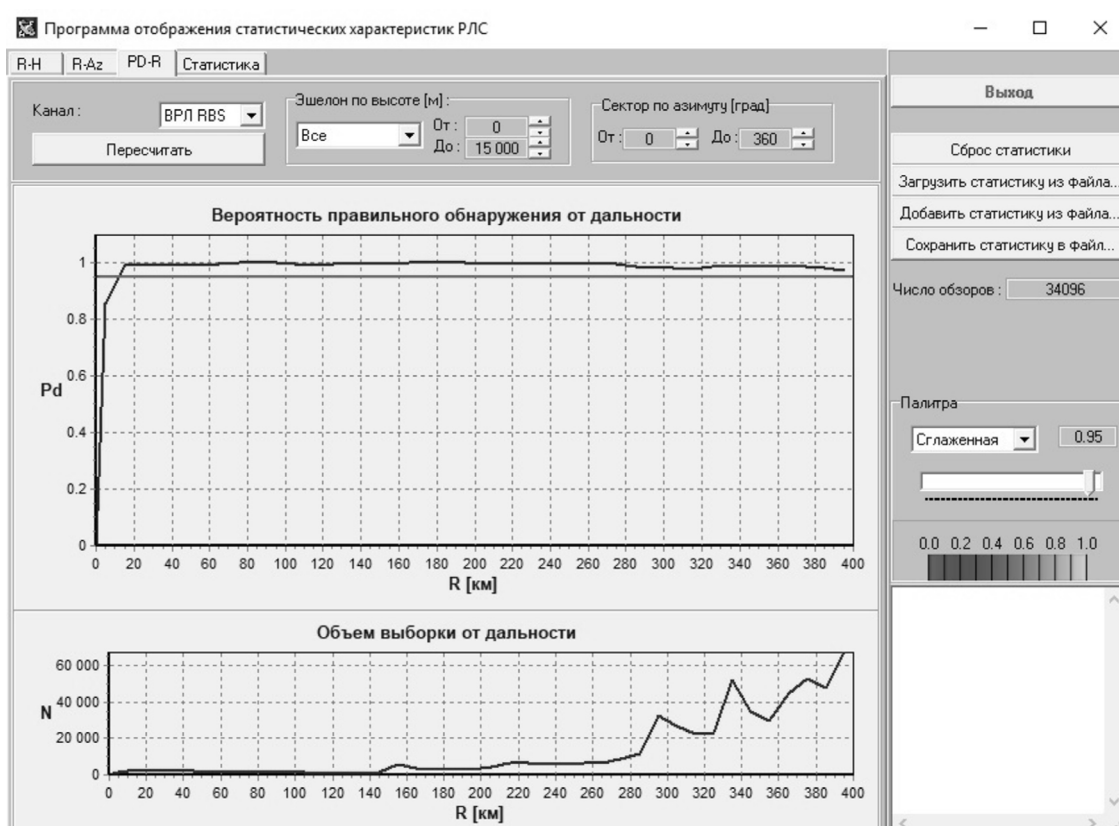 Программа отображения статистических характеристик РЛС
R-H R-Az PD-R Статистика
Канал :
ВРЛ RBS
Пересчитать
Эшелон по высоте [м] :
Все
От : 0
До : 15 000
Сектор по азимуту [град]
От : 0 До : 360
Выход
Сброс статистики
Загрузить статистику из файла...
Добавить статистику из файла...
Сохранить статистику в файл...
Число обзоров : 34096
Палитра
Сглаженная 0.95
0.0 0.2 0.4 0.6 0.8 1.0
Вероятность правильного обнаружения от дальности
1
0.8
0.6
Pd
0.4
0.2
0
0 20 40 60 80 100 120 140 160 180 200 220 240 260 280 300 320 340 360 380 400
R [км]
Объем выборки от дальности
60 000
40 000
N
20 000
0
0 20 40 60 80 100 120 140 160 180 200 220 240 260 280 300 320 340 360 380 400
R [км]